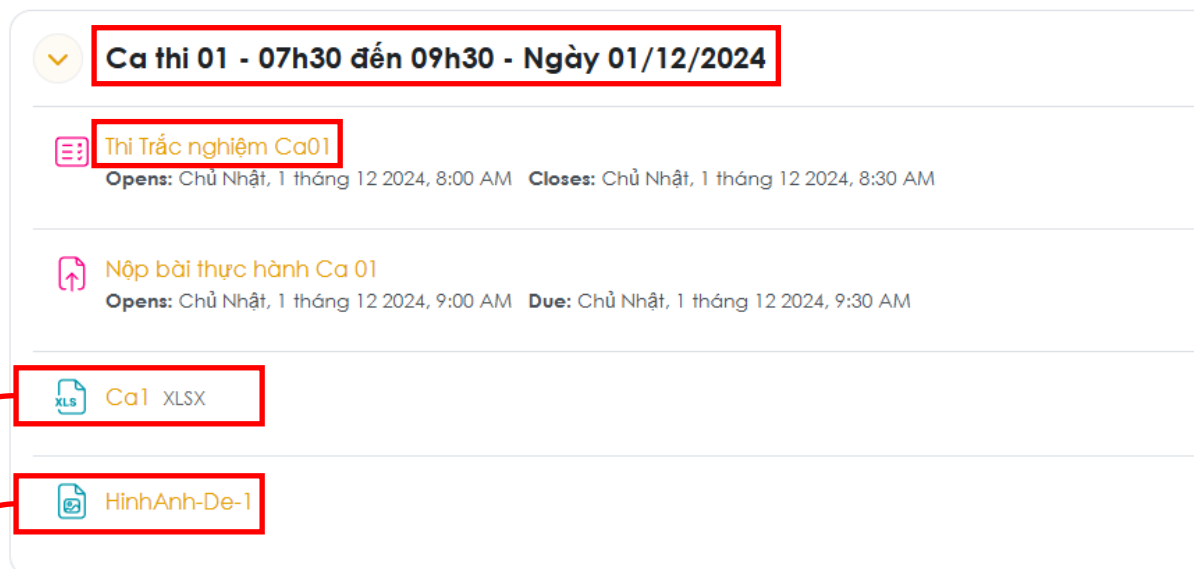 Ca thi 01 - 07h30 đến 09h30 - Ngày 01/12/2024
Thi Trắc nghiệm Ca01
Opens: Chủ Nhật, 1 tháng 12 2024, 8:00 AM Closes: Chủ Nhật, 1 tháng 12 2024, 8:30 AM
Nộp bài thực hành Ca 01
Opens: Chủ Nhật, 1 tháng 12 2024, 9:00 AM Due: Chủ Nhật, 1 tháng 12 2024, 9:30 AM
XLS Ca1 XLSX
HinhAnh-De-1